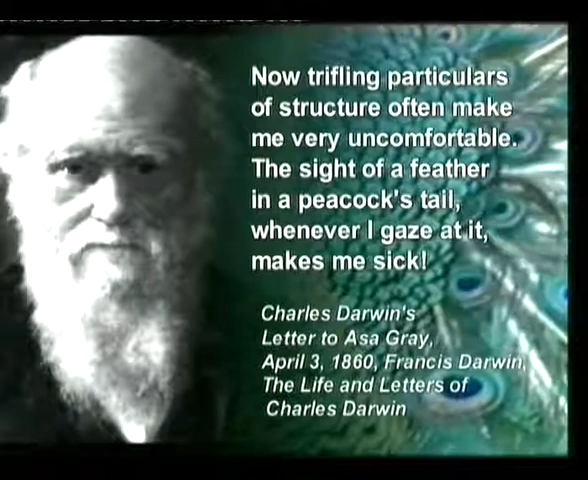 Now trifling particulars
of structure often make
me very uncomfortable.
The sight of a feather
in a peacock's tail,
whenever I gaze at it,
makes me sick!
Charles Darwin's
Letter to Asa Gray,
April 3, 1860, Francis Darwin,
The Life and Letters of
Charles Darwin